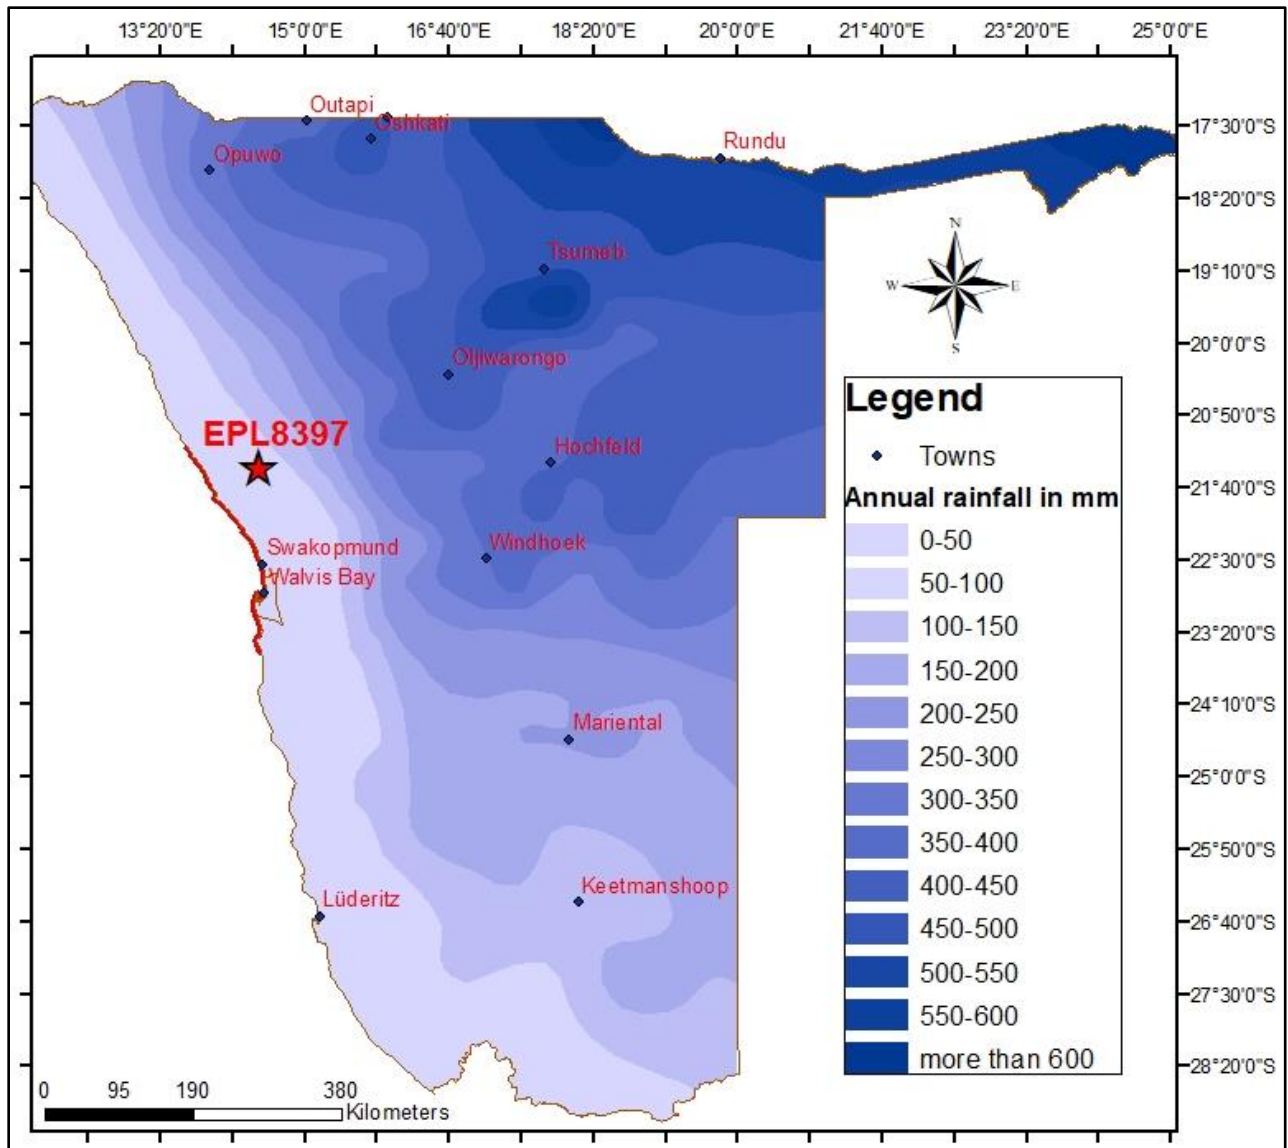 13°20'0"E 15°0'0"E 16°40'0"E 18°20'0"E 20°0'0"E 21°40'0"E 23°20'0"E 25°0'0"E
Outapi
Oshkati
Opuwo
Rundu
Tsumeb
Oljiwarongo
EPL8397
Hochfeld
Swakopmund
Windhoek
Walvis Bay
Mariental
Keetmanshoop
Lüderitz
17°30'0"S
18°20'0"S
19°10'0"S
20°0'0"S
20°50'0"S
21°40'0"S
22°30'0"S
23°20'0"S
24°10'0"S
25°0'0"S
25°50'0"S
26°40'0"S
27°30'0"S
28°20'0"S
N
W E
S
Legend
Towns
Annual rainfall in mm
0-50
50-100
100-150
150-200
200-250
250-300
300-350
350-400
400-450
450-500
500-550
550-600
more than 600
0 95 190 380
Kilometers